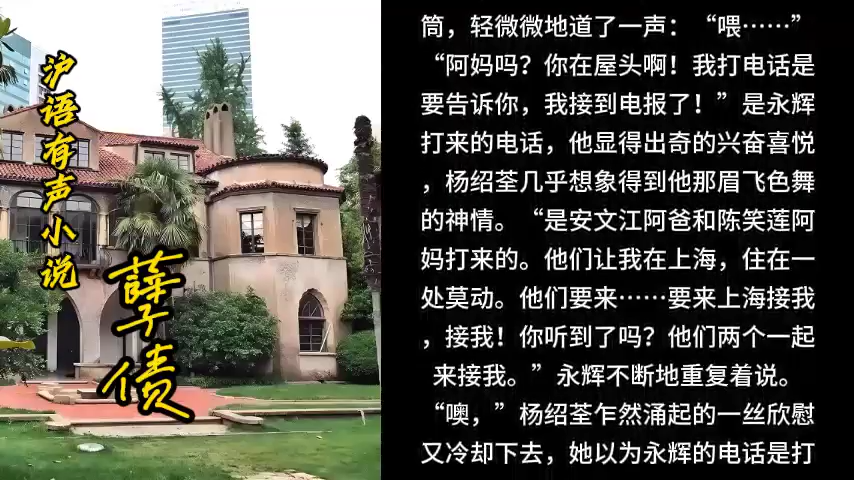 沪语有声小说
孽债
筒，轻微微地道了一声：“喂……”
“阿妈吗？你在屋头啊！我打电话是
要告诉你，我接到电报了！”是永辉
打来的电话，他显得出奇的兴奋喜悦
，杨绍荃几乎想象得到他那眉飞色舞
的神情。“是安文江阿爸和陈笑莲阿
妈打来的。他们让我在上海，住在一
处莫动。他们要来……要来上海接我
，接我！你听到了吗？他们两个一起
来接我。”永辉不断地重复着说。
“噢，”杨绍荃乍然涌起的一丝欣慰
又冷却下去，她以为永辉的电话是打